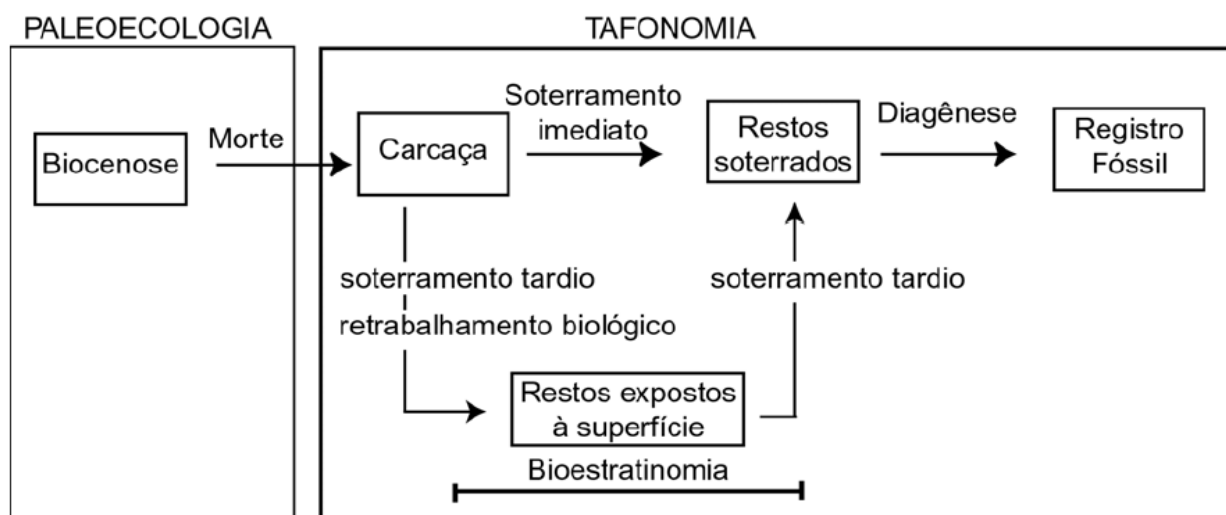 PALEOECOLOGIA
TAFONOMIA
Biocenose
Morte
Carcaça
Soterramento
imediato
Restos
soterrados
Diagênese
Registro
Fóssil
soterramento tardio
retrabalhamento biológico
soterramento tardio
Restos expostos
à superfície
Bioestratinomia